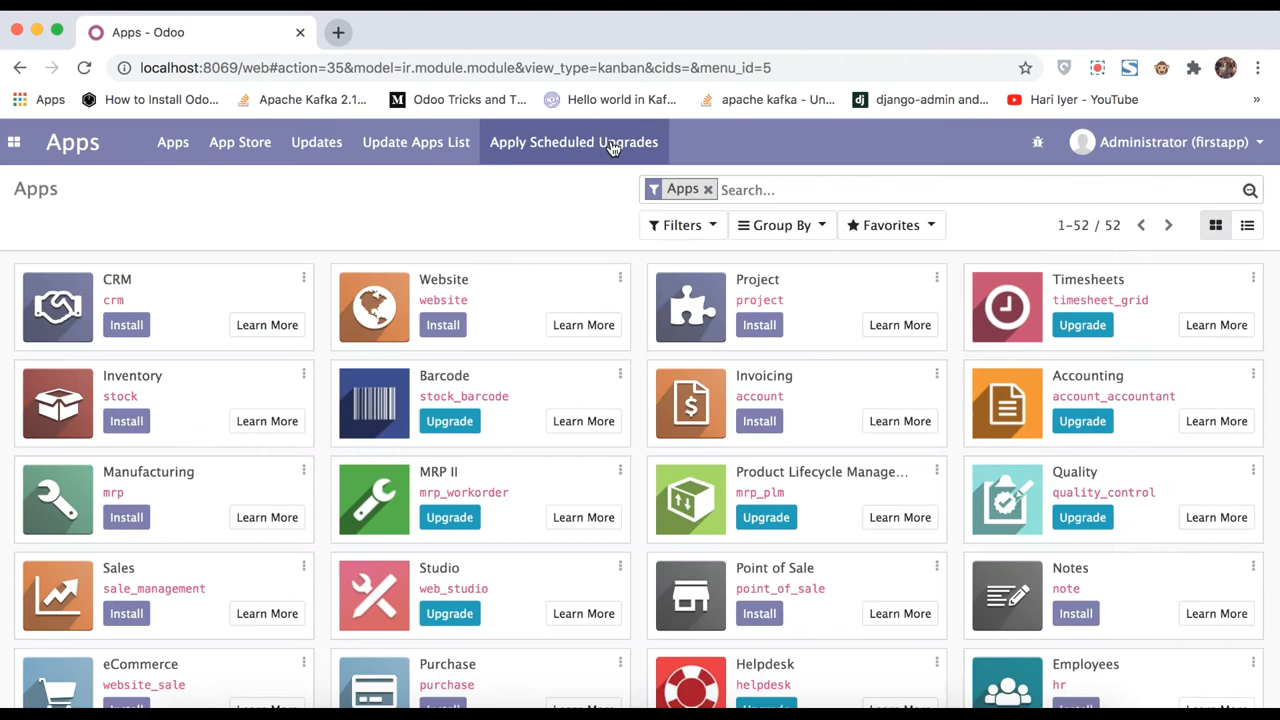 Apps - Odoo
localhost:8069/web#action=35&model=ir.module.module&view_type=kanban&cids=&menu_id=5
Apps How to Install Odoo... Apache Kafka 2.1... Odoo Tricks and T... Hello world in Kaf... apache kafka - Un... django-admin and... Hari Iyer - YouTube »
Apps Apps App Store Updates Update Apps List Apply Scheduled Upgrades Administrator (firstapp)
Apps Apps Search...
Filters Group By Favorites 1-52 / 52
CRM Website Project Timesheets
crm website project timesheet_grid
Install Learn More Install Learn More Install Learn More Upgrade Learn More
Inventory Barcode Invoicing Accounting
stock stock_barcode account account_accountant
Install Learn More Upgrade Learn More Install Learn More Upgrade Learn More
Manufacturing MRP II Product Lifecycle Manage... Quality
mrp mrp_workorder mrp_plm quality_control
Install Learn More Upgrade Learn More Upgrade Learn More Upgrade Learn More
Sales Studio Point of Sale Notes
sale_management web_studio point_of_sale note
Install Learn More Upgrade Learn More Install Learn More Install Learn More
eCommerce Purchase Helpdesk Employees
website_sale purchase helpdesk hr